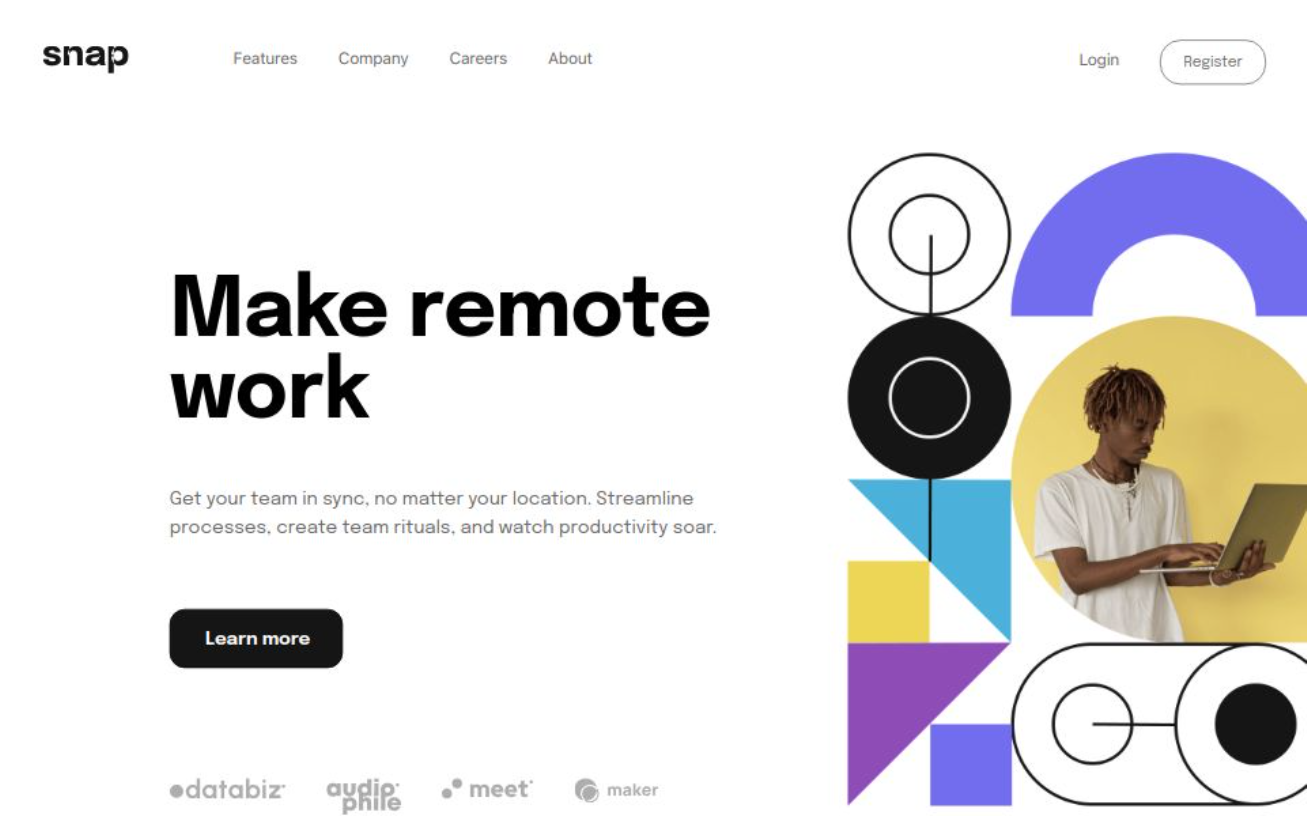 snap
Features Company Careers About
Login Register
Make remote
work
Get your team in sync, no matter your location. Streamline
processes, create team rituals, and watch productivity soar.
Learn more
databiz audiophile meet maker